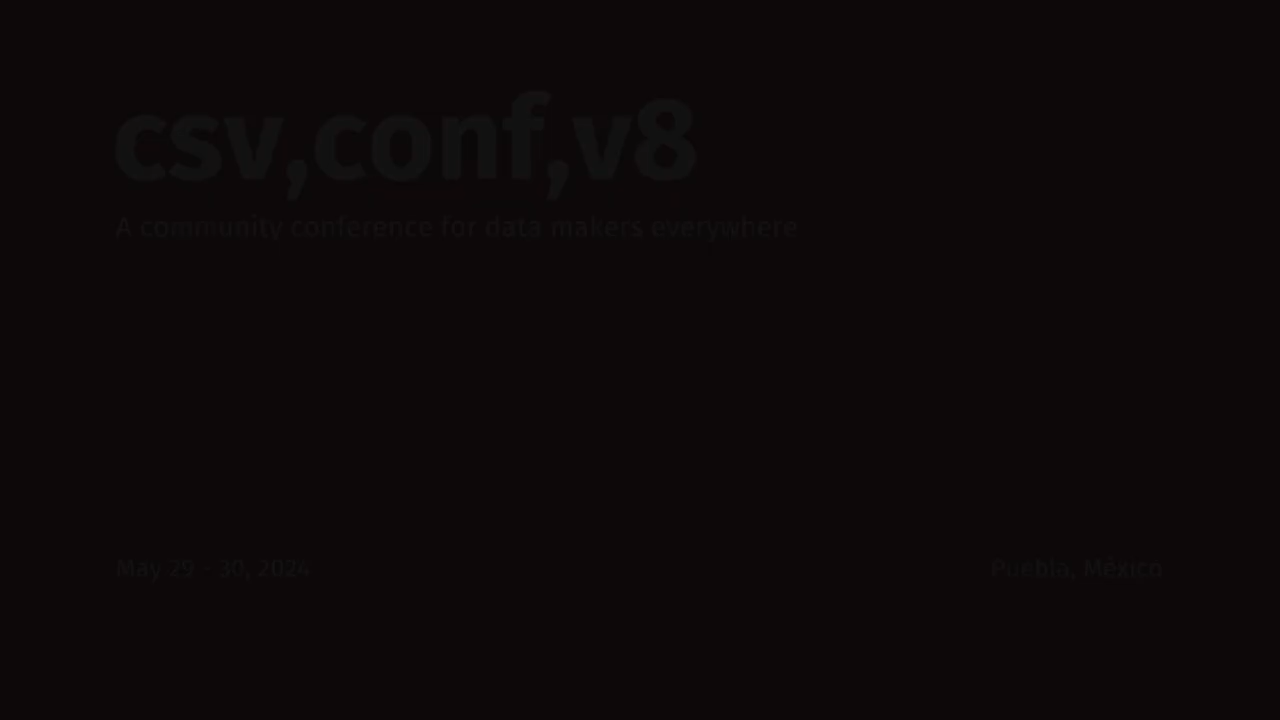 csv,conf,v8
A community conference for data makers everywhere
May 29 - 30, 2024
Puebla, México